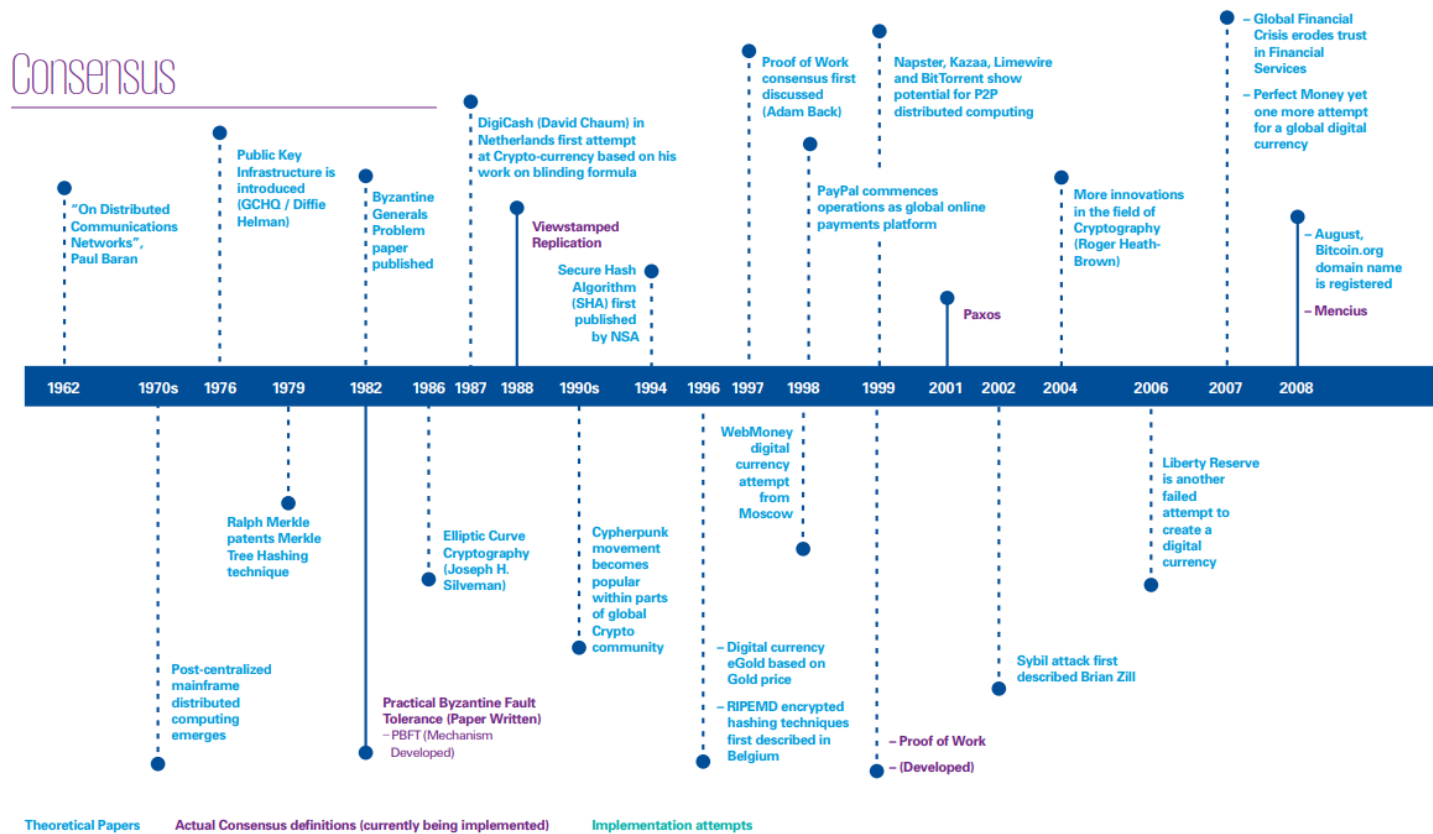 Consensus
"On Distributed
Communications
Networks",
Paul Baran
Public Key
Infrastructure is
introduced
(GCHQ / Diffie
Helman)
Byzantine
Generals
Problem
paper
published
DigiCash (David Chaum) in
Netherlands first attempt
at Crypto-currency based on his
work on blinding formula
Viewstamped
Replication
Secure Hash
Algorithm
(SHA) first
published
by NSA
Proof of Work
consensus first
discussed
(Adam Back)
PayPal commences
operations as global online
payments platform
Napster, Kazaa, Limewire
and BitTorrent show
potential for P2P
distributed computing
Paxos
More innovations
in the field of
Cryptography
(Roger Heath-
Brown)
– Global Financial
Crisis erodes trust
in Financial
Services
– Perfect Money yet
one more attempt
for a global digital
currency
– August,
Bitcoin.org
domain name
is registered
– Mencius
1962 1970s 1976 1979 1982 1986 1987 1988 1990s 1994 1996 1997 1998 1999 2001 2002 2004 2006 2007 2008
Post-centralized
mainframe
distributed
computing
emerges
Ralph Merkle
patents Merkle
Tree Hashing
technique
Practical Byzantine Fault
Tolerance (Paper Written)
– PBFT (Mechanism
Developed)
Elliptic Curve
Cryptography
(Joseph H.
Silveman)
Cypherpunk
movement
becomes
popular
within parts
of global
Crypto
community
– Digital currency
eGold based on
Gold price
– RIPEMD encrypted
hashing techniques
first described in
Belgium
WebMoney
digital
currency
attempt
from
Moscow
– Proof of Work
– (Developed)
Sybil attack first
described Brian Zill
Liberty Reserve
is another
failed
attempt to
create a
digital
currency
Theoretical Papers Actual Consensus definitions (currently being implemented) Implementation attempts